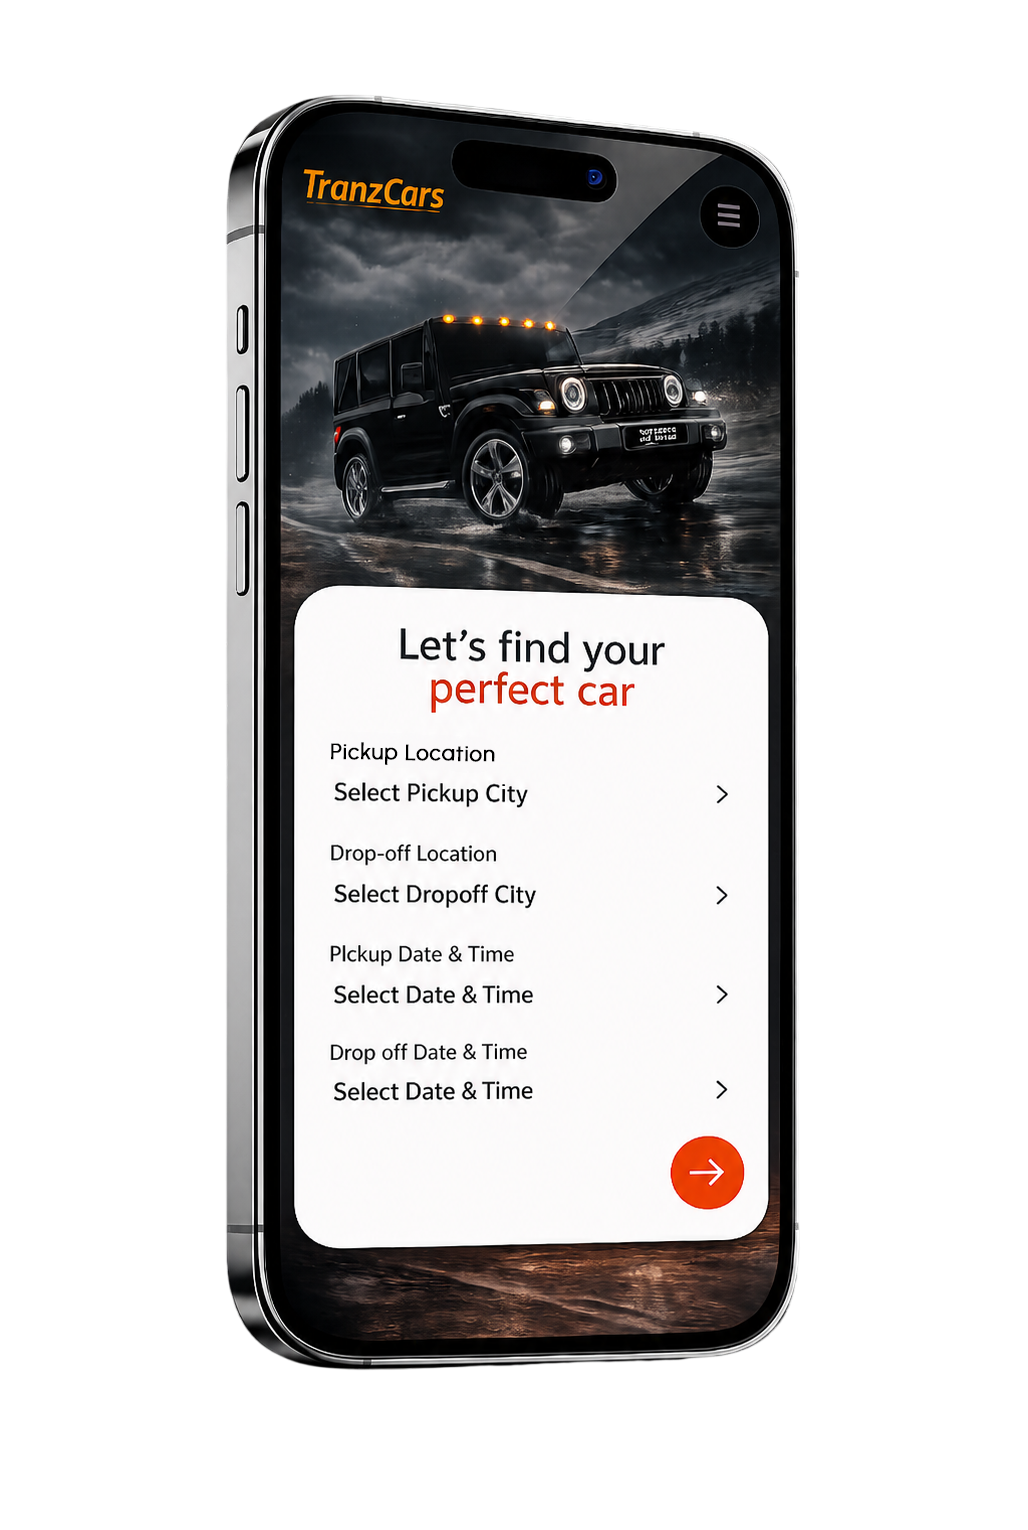 TranzCars
Let's find your
perfect car
Pickup Location
Select Pickup City
Drop-off Location
Select Dropoff City
PIckup Date & Time
Select Date & Time
Drop off Date & Time
Select Date & Time